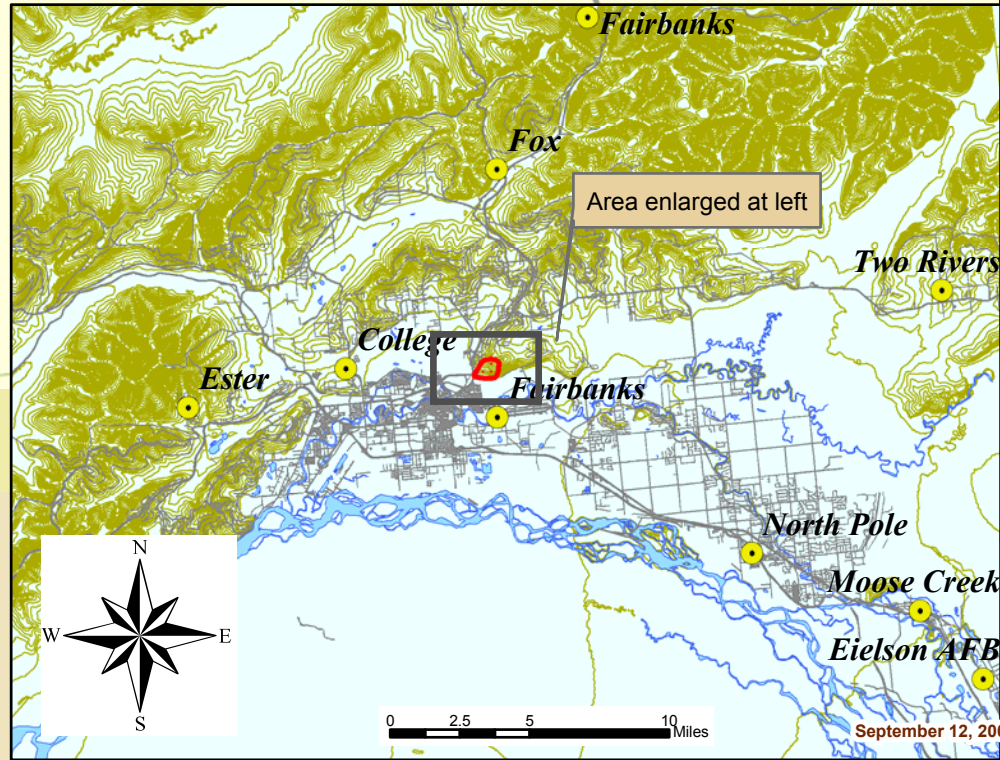 Fairbanks
Fox
Area enlarged at left
Two Rivers
College
Ester
Fairbanks
North Pole
Moose Creek
Eielson AFB
N
W E
S
0 2.5 5 10 Miles
September 12, 200